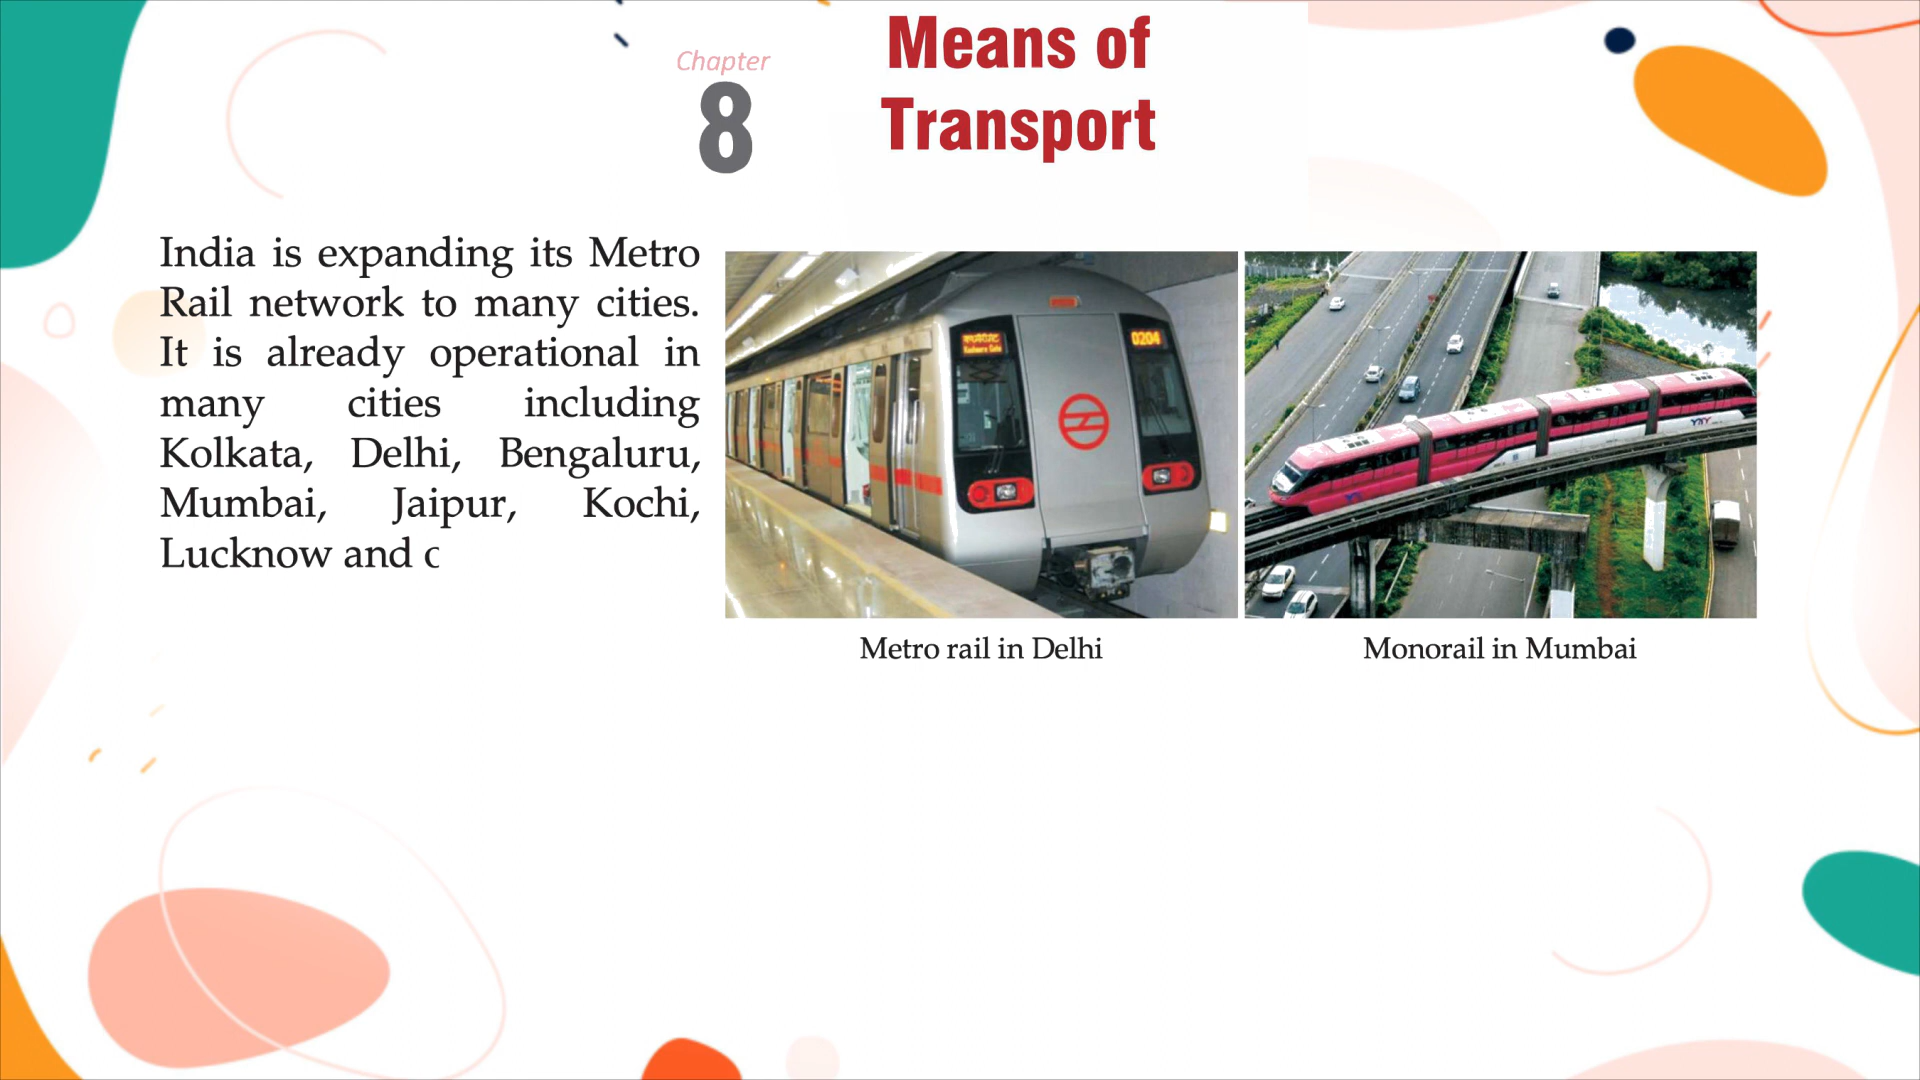 Chapter
8
Means of
Transport
India is expanding its Metro
Rail network to many cities.
It is already operational in
many cities including
Kolkata, Delhi, Bengaluru,
Mumbai, Jaipur, Kochi,
Lucknow and c
0204
Metro rail in Delhi
Monorail in Mumbai